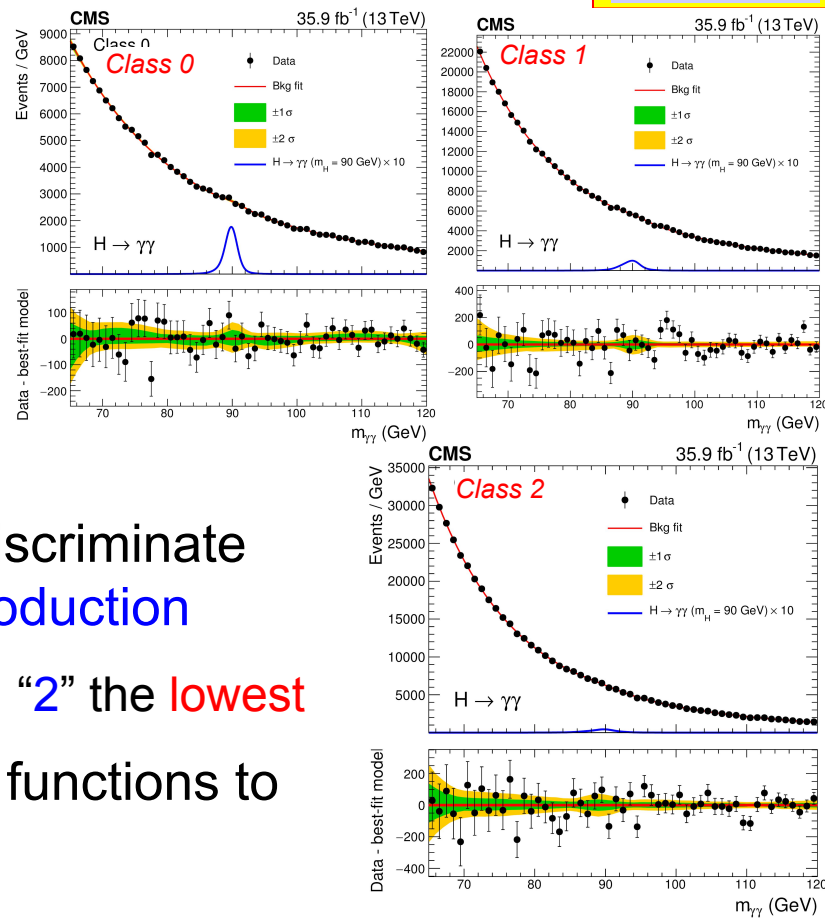 CMS 35.9 fb⁻¹ (13 TeV)
Events / GeV
9000
8000
7000
6000
5000
4000
3000
2000
1000
Class 0
Class 0
Data
Bkg fit
±1σ
±2 σ
H → γγ (m_H = 90 GeV) × 10
H → γγ
Data - best-fit model
100
0
−100
−200
70 80 90 100 110 120
m_γγ (GeV)
CMS 35.9 fb⁻¹ (13 TeV)
22000
20000
18000
16000
14000
12000
10000
8000
6000
4000
2000
Class 1
Data
Bkg fit
±1σ
±2 σ
H → γγ (m_H = 90 GeV) × 10
H → γγ
400
200
0
−200
70 80 90 100 110 120
m_γγ (GeV)
CMS 35.9 fb⁻¹ (13 TeV)
Events / GeV
35000
30000
25000
20000
15000
10000
5000
Class 2
Data
Bkg fit
±1σ
±2 σ
H → γγ (m_H = 90 GeV) × 10
H → γγ
Data - best-fit model
200
0
−200
−400
70 80 90 100 110 120
m_γγ (GeV)
scriminate
oduction
“2” the lowest
functions to